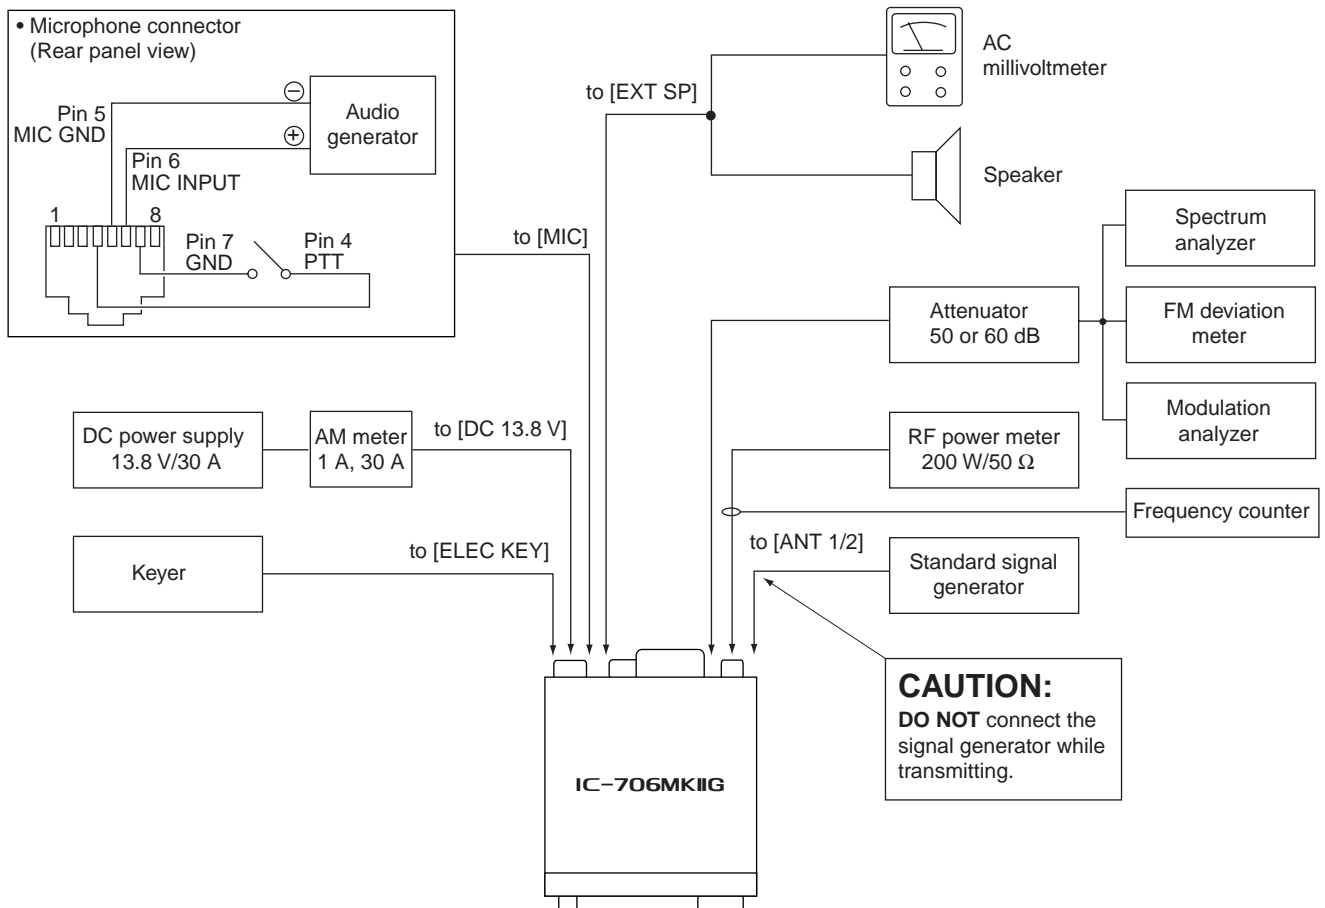 • Microphone connector
(Rear panel view)
Pin 5
MIC GND
⊖
⊕
Audio
generator
Pin 6
MIC INPUT
1
8
Pin 7
GND
Pin 4
PTT
to [EXT SP]
AC
millivoltmeter
Speaker
to [MIC]
Spectrum
analyzer
Attenuator
50 or 60 dB
FM deviation
meter
Modulation
analyzer
DC power supply
13.8 V/30 A
AM meter
1 A, 30 A
to [DC 13.8 V]
RF power meter
200 W/50 Ω
Frequency counter
Keyer
to [ELEC KEY]
to [ANT 1/2]
Standard signal
generator
CAUTION:
DO NOT connect the
signal generator while
transmitting.
IC-706MKIIG